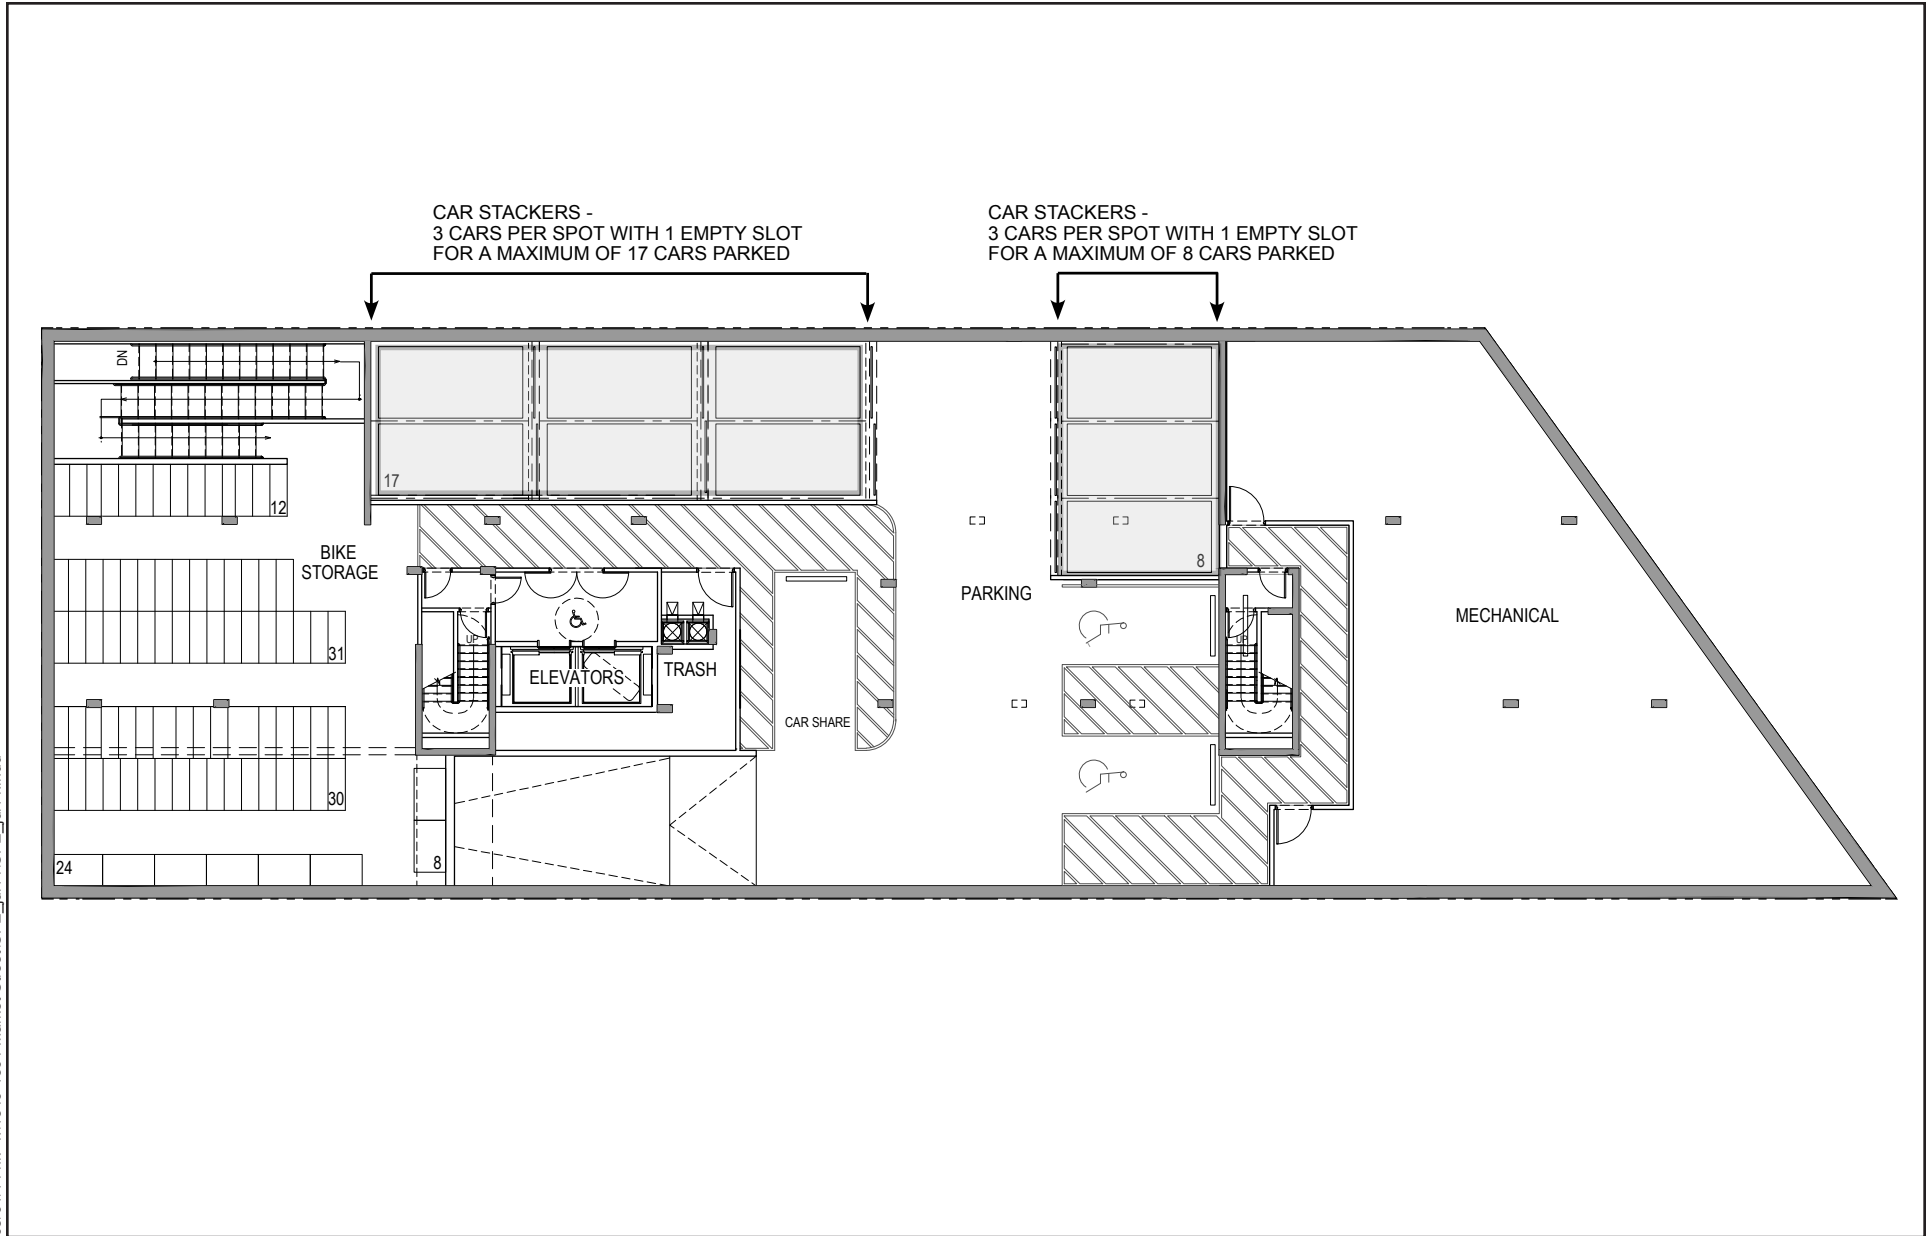 CAR STACKERS -
3 CARS PER SPOT WITH 1 EMPTY SLOT
FOR A MAXIMUM OF 17 CARS PARKED
CAR STACKERS -
3 CARS PER SPOT WITH 1 EMPTY SLOT
FOR A MAXIMUM OF 8 CARS PARKED
DN
17
12
BIKE
STORAGE
8
PARKING
MECHANICAL
UP
UP
31
ELEVATORS
TRASH
CAR SHARE
30
24
8